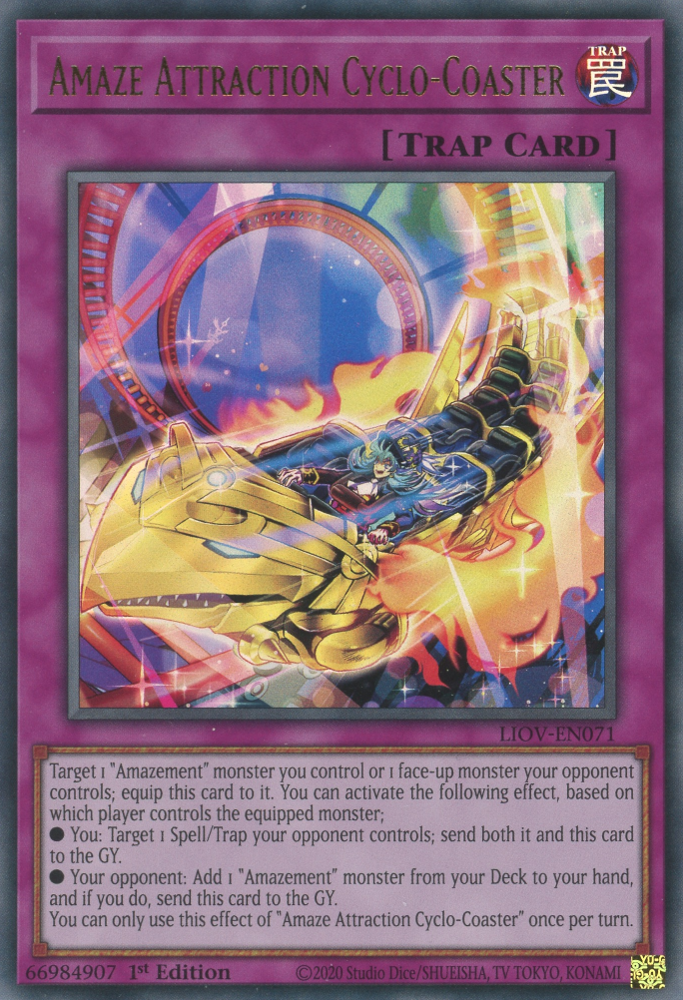 AMAZE ATTRACTION CYCLO-COASTER
TRAP
罠
[TRAP CARD]
LIOV-EN071
Target 1 "Amazement" monster you control or 1 face-up monster your opponent
controls; equip this card to it. You can activate the following effect, based on
which player controls the equipped monster;
● You: Target 1 Spell/Trap your opponent controls; send both it and this card
to the GY.
● Your opponent: Add 1 "Amazement" monster from your Deck to your hand,
and if you do, send this card to the GY.
You can only use this effect of "Amaze Attraction Cyclo-Coaster" once per turn.
66984907 1st Edition ©2020 Studio Dice/SHUEISHA, TV TOKYO, KONAMI